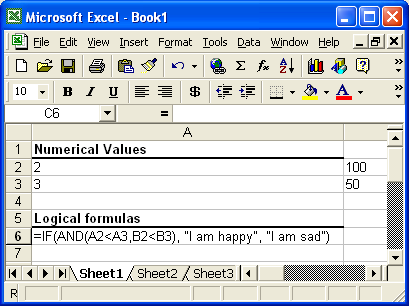 Microsoft Excel - Book1
File Edit View Insert Format Tools Data Window Help
10 B I U $ A
C6 =
A
1 Numerical Values
2 2 100
3 3 50
4
5 Logical formulas
6 =IF(AND(A2<A3,B2<B3), "I am happy", "I am sad")
7
Sheet1 Sheet2 Sheet3
R